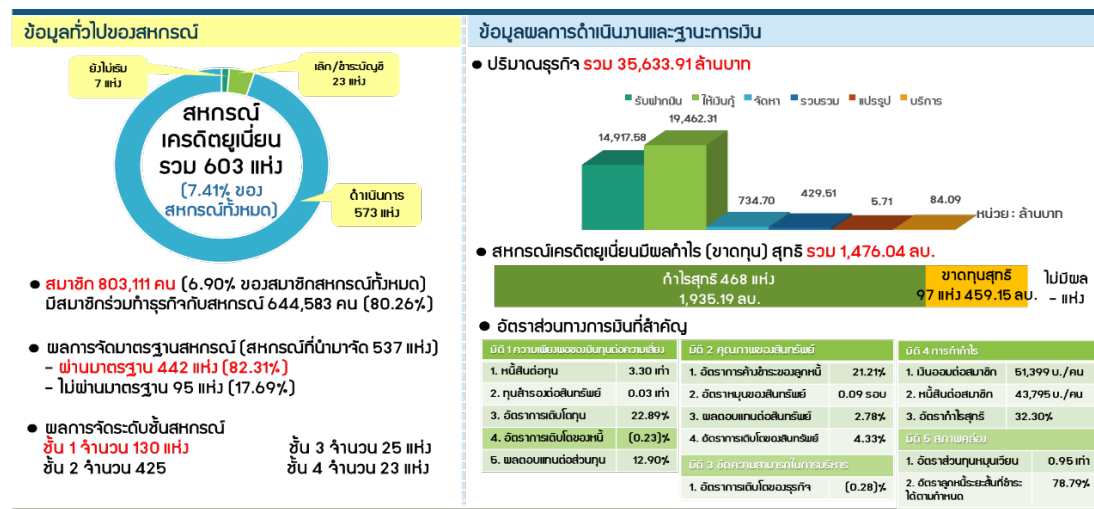 ข้อมูลทั่วไปของสหกรณ์
ยังไม่เริ่ม
7 แห่ง
เลิก/ชำระบัญชี
23 แห่ง
สหกรณ์
เครดิตยูเนี่ยน
รวม 603 แห่ง
(7.41% ของ
สหกรณ์ทั้งหมด)
ดำเนินการ
573 แห่ง
● สมาชิก 803,111 คน (6.90% ของสมาชิกสหกรณ์ทั้งหมด)
มีสมาชิกร่วมทำธุรกิจกับสหกรณ์ 644,583 คน (80.26%)
● ผลการจัดมาตรฐานสหกรณ์ (สหกรณ์ที่นำมาจัด 537 แห่ง)
- ผ่านมาตรฐาน 442 แห่ง (82.31%)
- ไม่ผ่านมาตรฐาน 95 แห่ง (17.69%)
● ผลการจัดระดับชั้นสหกรณ์
ชั้น 1 จำนวน 130 แห่ง ชั้น 3 จำนวน 25 แห่ง
ชั้น 2 จำนวน 425 ชั้น 4 จำนวน 23 แห่ง
ข้อมูลผลการดำเนินงานและฐานะการเงิน
● ปริมาณธุรกิจ รวม 35,633.91 ล้านบาท
รับฝากเงิน ให้เงินกู้ จัดหา รวบรวม แปรรูป บริการ
14,917.58 19,462.31 734.70 429.51 5.71 84.09
หน่วย : ล้านบาท
● สหกรณ์เครดิตยูเนี่ยนมีผลกำไร (ขาดทุน) สุทธิ รวม 1,476.04 ลบ.
กำไรสุทธิ 468 แห่ง
1,935.19 ลบ.
ขาดทุนสุทธิ
97 แห่ง 459.15 ลบ.
ไม่มีผล
- แห่ง
● อัตราส่วนทางการเงินที่สำคัญ
มิติ 1 ความเพียงพอของเงินทุนต่อความเสี่ยง
1. หนี้สินต่อทุน 3.30 เท่า
2. ทุนสำรองต่อสินทรัพย์ 0.03 เท่า
3. อัตราการเติบโตทุน 22.89%
4. อัตราการเติบโตของหนี้ (0.23)%
5. ผลตอบแทนต่อส่วนทุน 12.90%
มิติ 2 คุณภาพของสินทรัพย์
1. อัตราการค้างชำระของลูกหนี้ 21.21%
2. อัตราหมุนของสินทรัพย์ 0.09 รอบ
3. ผลตอบแทนต่อสินทรัพย์ 2.78%
4. อัตราการเติบโตของสินทรัพย์ 4.33%
มิติ 3 ขีดความสามารถในการบริหาร
1. อัตราการเติบโตของธุรกิจ (0.28)%
มิติ 4 การทำกำไร
1. เงินออมต่อสมาชิก 51,399 บ./คน
2. หนี้สินต่อสมาชิก 43,795 บ./คน
3. อัตรากำไรสุทธิ 32.30%
มิติ 5 สภาพคล่อง
1. อัตราส่วนทุนหมุนเวียน 0.95 เท่า
2. อัตราลูกหนี้ระยะสั้นที่ชำระ 78.79%
ได้ตามกำหนด